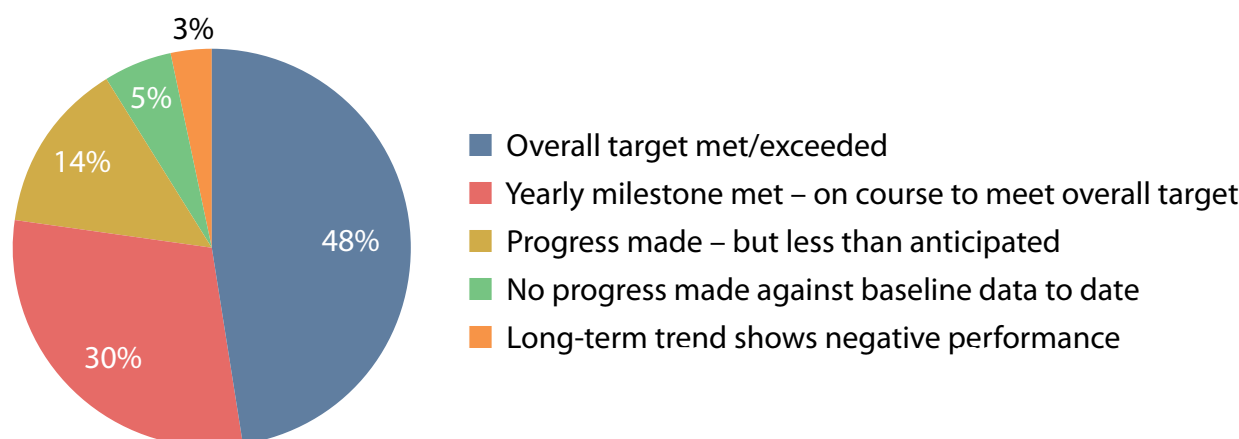 3%
5%
14%
48%
30%
Overall target met/exceeded
Yearly milestone met – on course to meet overall target
Progress made – but less than anticipated
No progress made against baseline data to date
Long-term trend shows negative performance